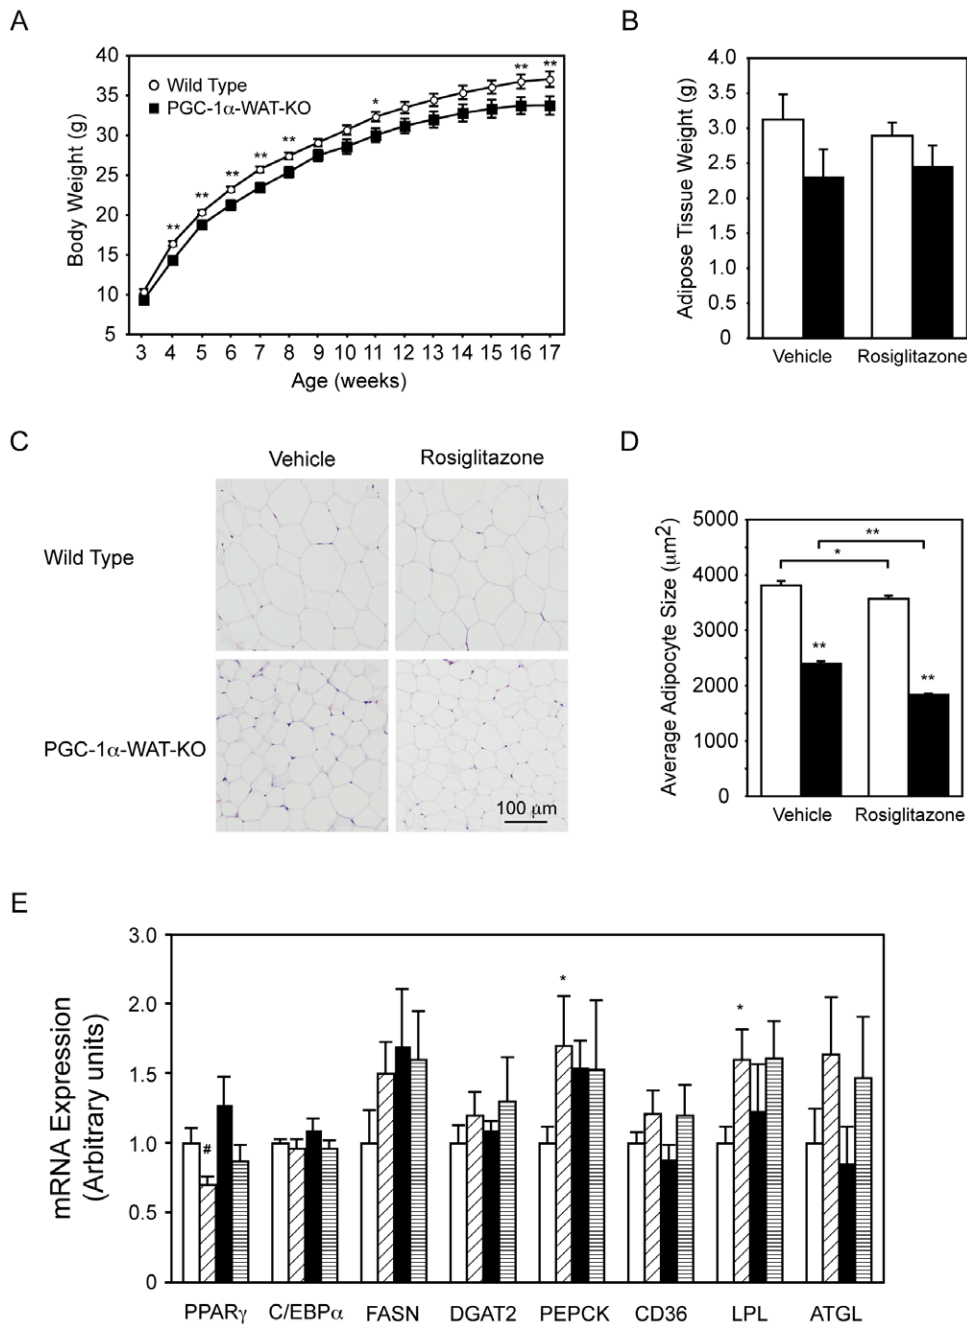 A
40
35
30
25
20
15
10
5
Body Weight (g)
Wild Type
PGC-1α-WAT-KO
**
**
**
**
**
*
**
**
3 4 5 6 7 8 9 10 11 12 13 14 15 16 17
Age (weeks)
B
4.0
3.5
3.0
2.5
2.0
1.5
1.0
0.5
0
Adipose Tissue Weight (g)
Vehicle Rosiglitazone
C
Vehicle Rosiglitazone
Wild Type
PGC-1α-WAT-KO
100 μm
D
5000
4000
3000
2000
1000
0
Average Adipocyte Size (μm2)
**
*
**
**
Vehicle Rosiglitazone
E
3.0
2.0
1.5
1.0
0.5
0
mRNA Expression
(Arbitrary units)
#
*
*
PPARγ C/EBPα FASN DGAT2 PEPCK CD36 LPL ATGL